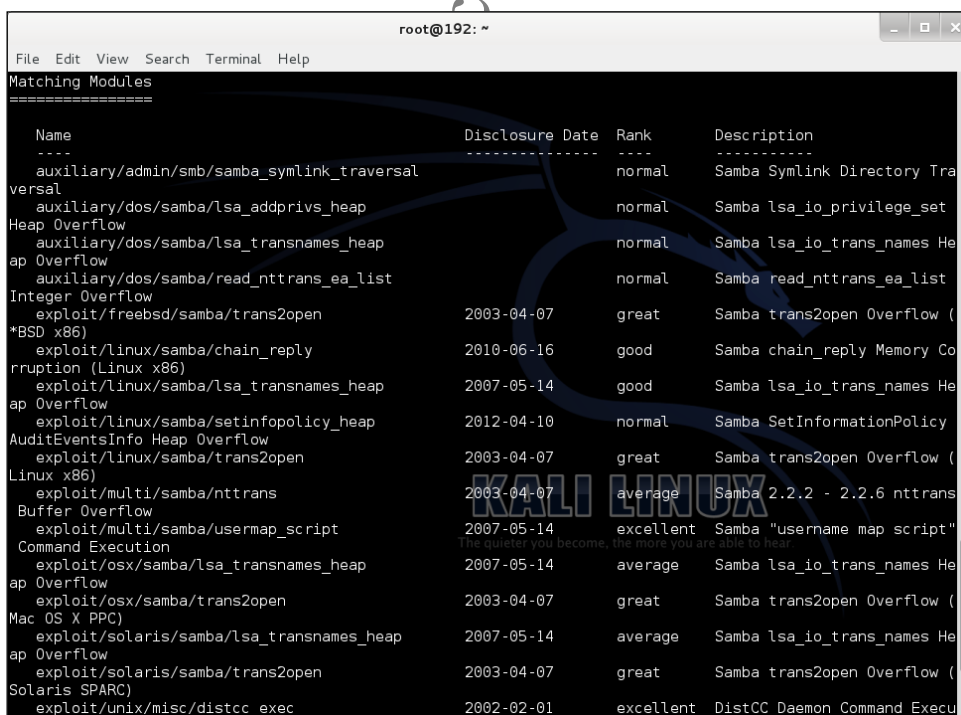 root@192: ~
File Edit View Search Terminal Help
Matching Modules
================
Name Disclosure Date Rank Description
---- --------------- ---- -----------
auxiliary/admin/smb/samba_symlink_traversal normal Samba Symlink Directory Tra
versal
auxiliary/dos/samba/lsa_addprivs_heap normal Samba lsa_io_privilege_set
Heap Overflow
auxiliary/dos/samba/lsa_transnames_heap normal Samba lsa_io_trans_names He
ap Overflow
auxiliary/dos/samba/read_nttrans_ea_list normal Samba read_nttrans_ea_list
Integer Overflow
exploit/freebsd/samba/trans2open 2003-04-07 great Samba trans2open Overflow (
*BSD x86)
exploit/linux/samba/chain_reply 2010-06-16 good Samba chain_reply Memory Co
rruption (Linux x86)
exploit/linux/samba/lsa_transnames_heap 2007-05-14 good Samba lsa_io_trans_names He
ap Overflow
exploit/linux/samba/setinfopolicy_heap 2012-04-10 normal Samba SetInformationPolicy
AuditEventsInfo Heap Overflow
exploit/linux/samba/trans2open 2003-04-07 great Samba trans2open Overflow (
Linux x86)
exploit/multi/samba/nttrans 2003-04-07 average Samba 2.2.2 - 2.2.6 nttrans
Buffer Overflow
KALI LINUX
exploit/multi/samba/usermap_script 2007-05-14 excellent Samba "username map script"
Command Execution
The quieter you become, the more you are able to hear.
exploit/osx/samba/lsa_transnames_heap 2007-05-14 average Samba lsa_io_trans_names He
ap Overflow
exploit/osx/samba/trans2open 2003-04-07 great Samba trans2open Overflow (
Mac OS X PPC)
exploit/solaris/samba/lsa_transnames_heap 2007-05-14 average Samba lsa_io_trans_names He
ap Overflow
exploit/solaris/samba/trans2open 2003-04-07 great Samba trans2open Overflow (
Solaris SPARC)
exploit/unix/misc/distcc_exec 2002-02-01 excellent DistCC Daemon Command Execu